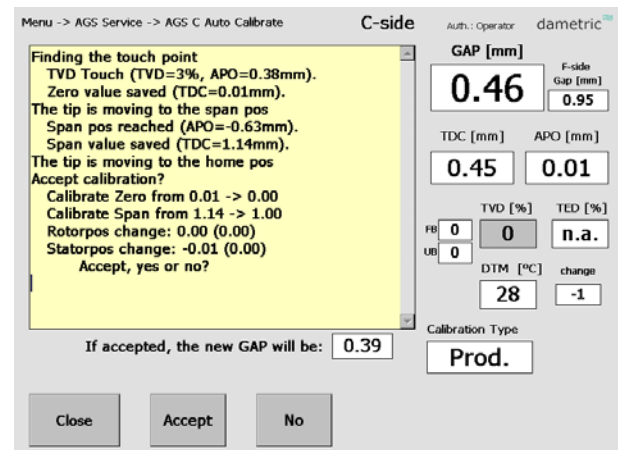 Menu -> AGS Service -> AGS C Auto Calibrate
C-side
Auth.: Operator
dametric
Finding the touch point
TVD Touch (TVD=3%, APO=0.38mm).
Zero value saved (TDC=0.01mm).
The tip is moving to the span pos
Span pos reached (APO=-0.63mm).
Span value saved (TDC=1.14mm).
The tip is moving to the home pos
Accept calibration?
Calibrate Zero from 0.01 -> 0.00
Calibrate Span from 1.14 -> 1.00
Rotorpos change: 0.00 (0.00)
Statorpos change: -0.01 (0.00)
Accept, yes or no?
If accepted, the new GAP will be: 0.39
Close
Accept
No
GAP [mm]
0.46
F-side
Gap [mm]
0.95
TDC [mm]
APO [mm]
0.45
0.01
TVD [%]
TED [%]
FB 0
UB 0
0
n.a.
DTM [ºC]
change
28
-1
Calibration Type
Prod.